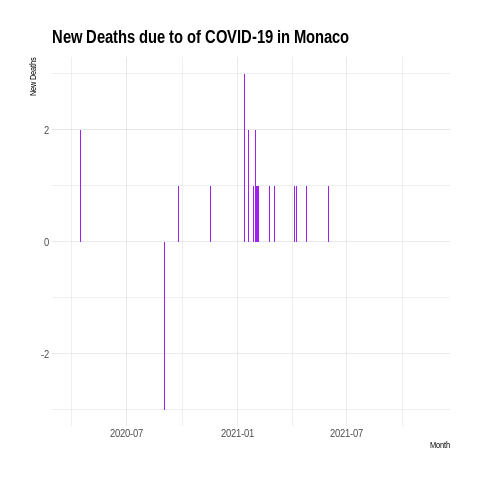 New Deaths due to of COVID-19 in Monaco
New Deaths
2
0
-2
2020-07
2021-01
2021-07
Month